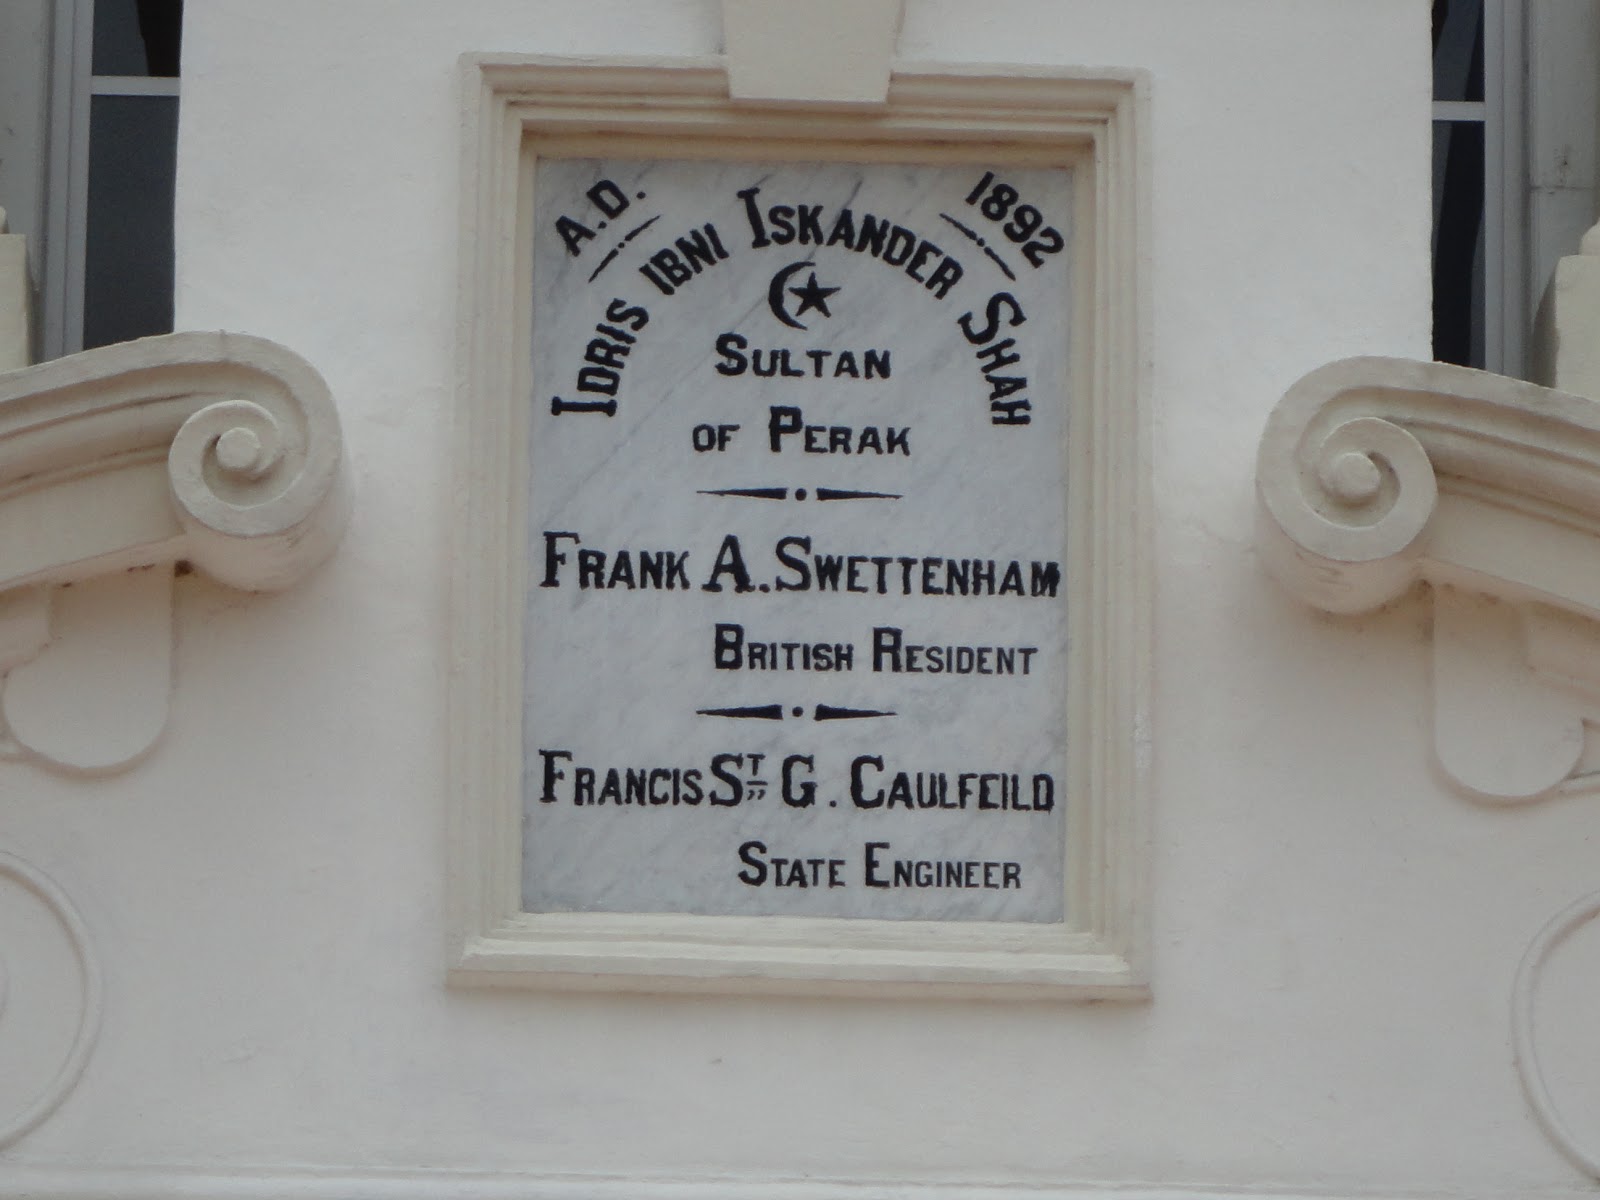 A.D. 1892
IDRIS IBNI ISKANDER SHAH
SULTAN
OF PERAK
FRANK A. SWETTENHAM
BRITISH RESIDENT
FRANCIS ST G. CAULFEILD
STATE ENGINEER